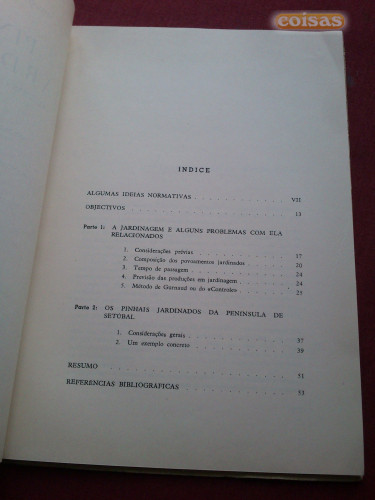 coisas
INDICE
ALGUMAS IDEIAS NORMATIVAS . . . . . . . . . . VII
OBJECTIVOS . . . . . . . . . . . . . . . . 13
Parte 1: A JARDINAGEM E ALGUNS PROBLEMAS COM ELA
RELACIONADOS
1. Considerações prévias . . . . . . . . . . 17
2. Composição dos povoamentos jardinados . . . . 20
3. Tempo de passagem . . . . . . . . . . 24
4. Previsão das produções em jardinagem . . . . 24
5. Método de Gurnaud ou do «Controle» . . . . 25
Parte 2: OS PINHAIS JARDINADOS DA PENINSULA DE
SETUBAL
1. Considerações gerais . . . . . . . . . . 37
2. Um exemplo concreto . . . . . . . . . . 39
RESUMO . . . . . . . . . . . . . . . . 51
REFERENCIAS BIBLIOGRAFICAS . . . . . . . . . . 53